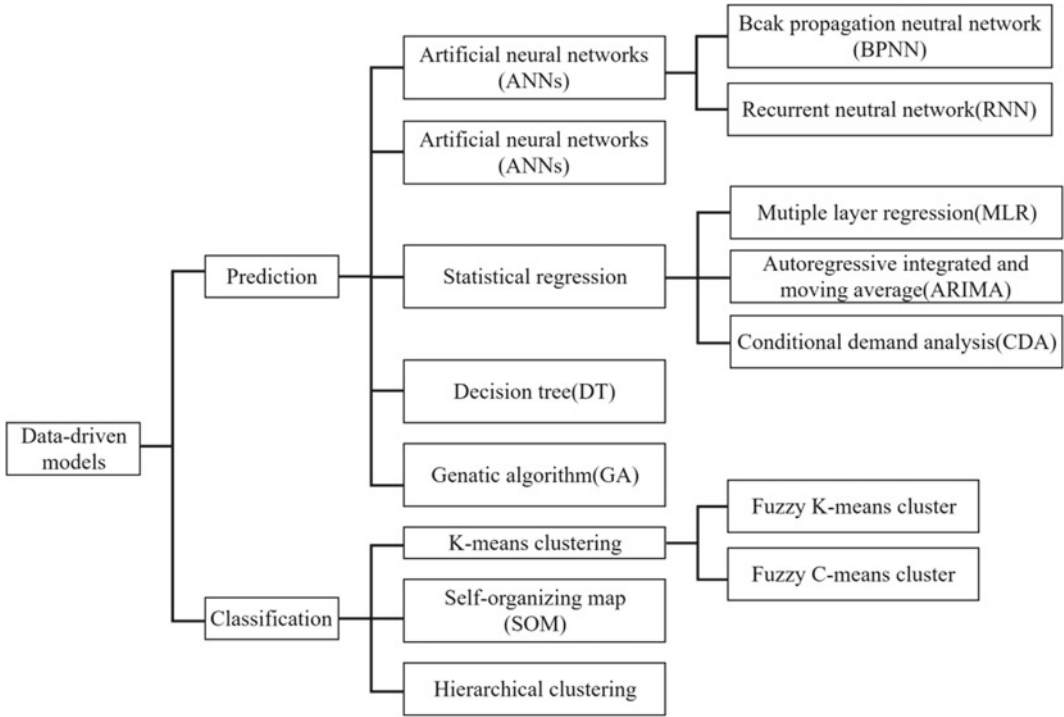 Data-driven
models
Prediction
Classification
Artificial neural networks
(ANNs)
Artificial neural networks
(ANNs)
Statistical regression
Decision tree(DT)
Genatic algorithm(GA)
K-means clustering
Self-organizing map
(SOM)
Hierarchical clustering
Bcak propagation neutral network
(BPNN)
Recurrent neutral network(RNN)
Mutiple layer regression(MLR)
Autoregressive integrated and
moving average(ARIMA)
Conditional demand analysis(CDA)
Fuzzy K-means cluster
Fuzzy C-means cluster